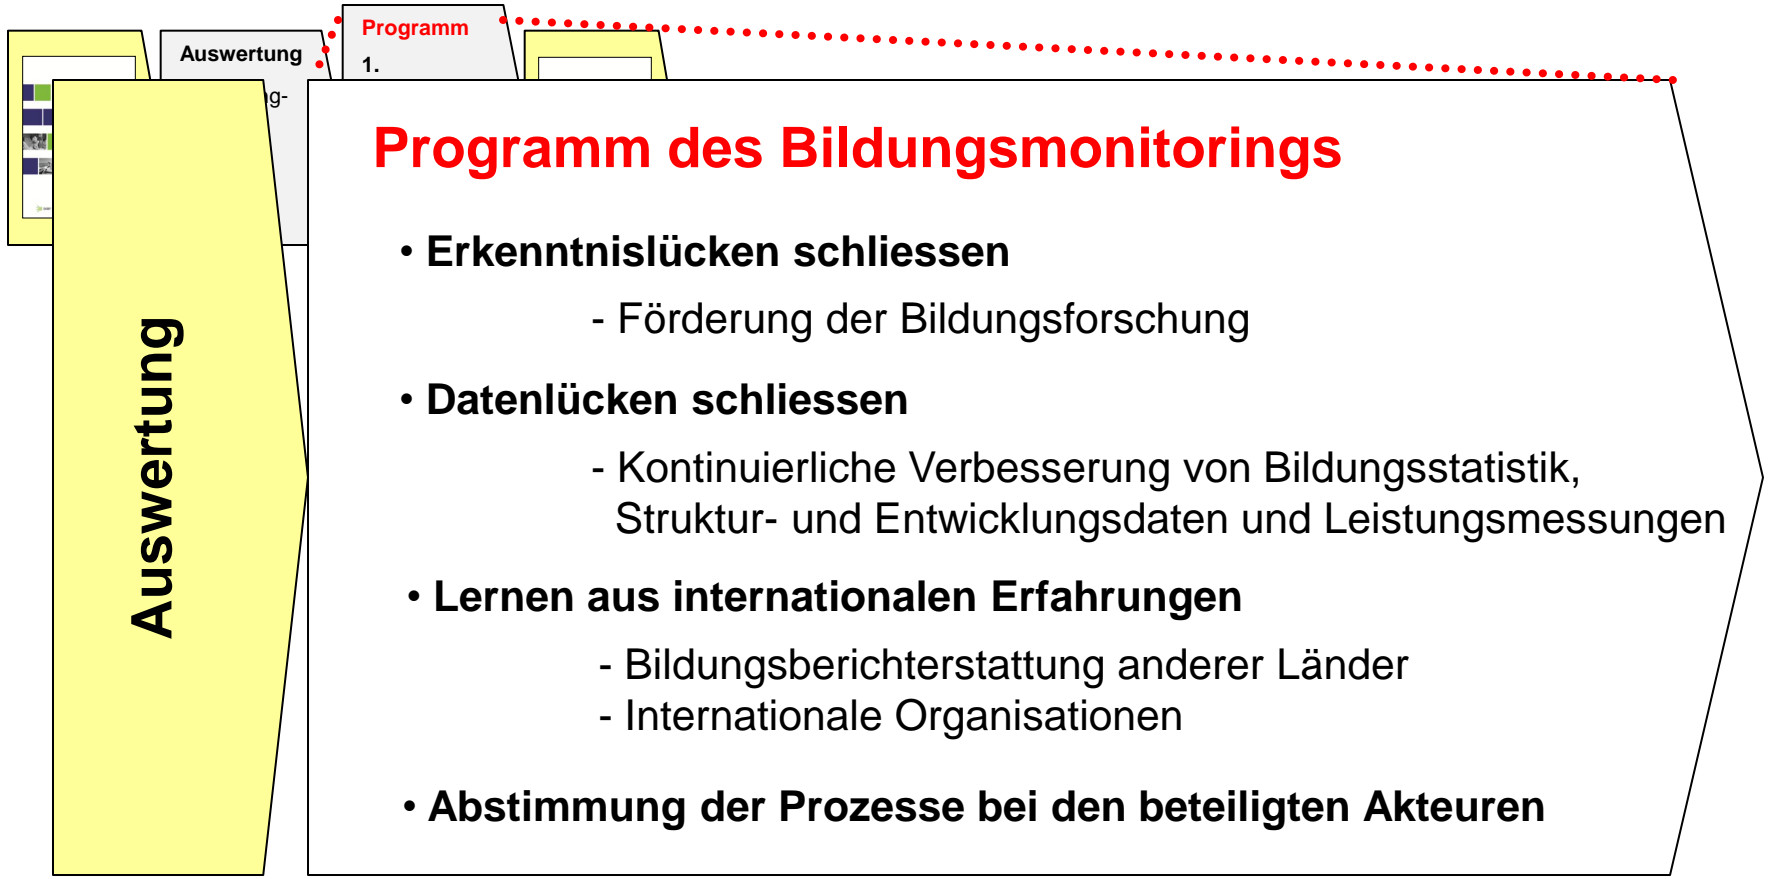 Auswertung
Programm
1.
ng-
Auswertung
Programm des Bildungsmonitorings
• Erkenntnislücken schliessen
- Förderung der Bildungsforschung
• Datenlücken schliessen
- Kontinuierliche Verbesserung von Bildungsstatistik,
Struktur- und Entwicklungsdaten und Leistungsmessungen
• Lernen aus internationalen Erfahrungen
- Bildungsberichterstattung anderer Länder
- Internationale Organisationen
• Abstimmung der Prozesse bei den beteiligten Akteuren